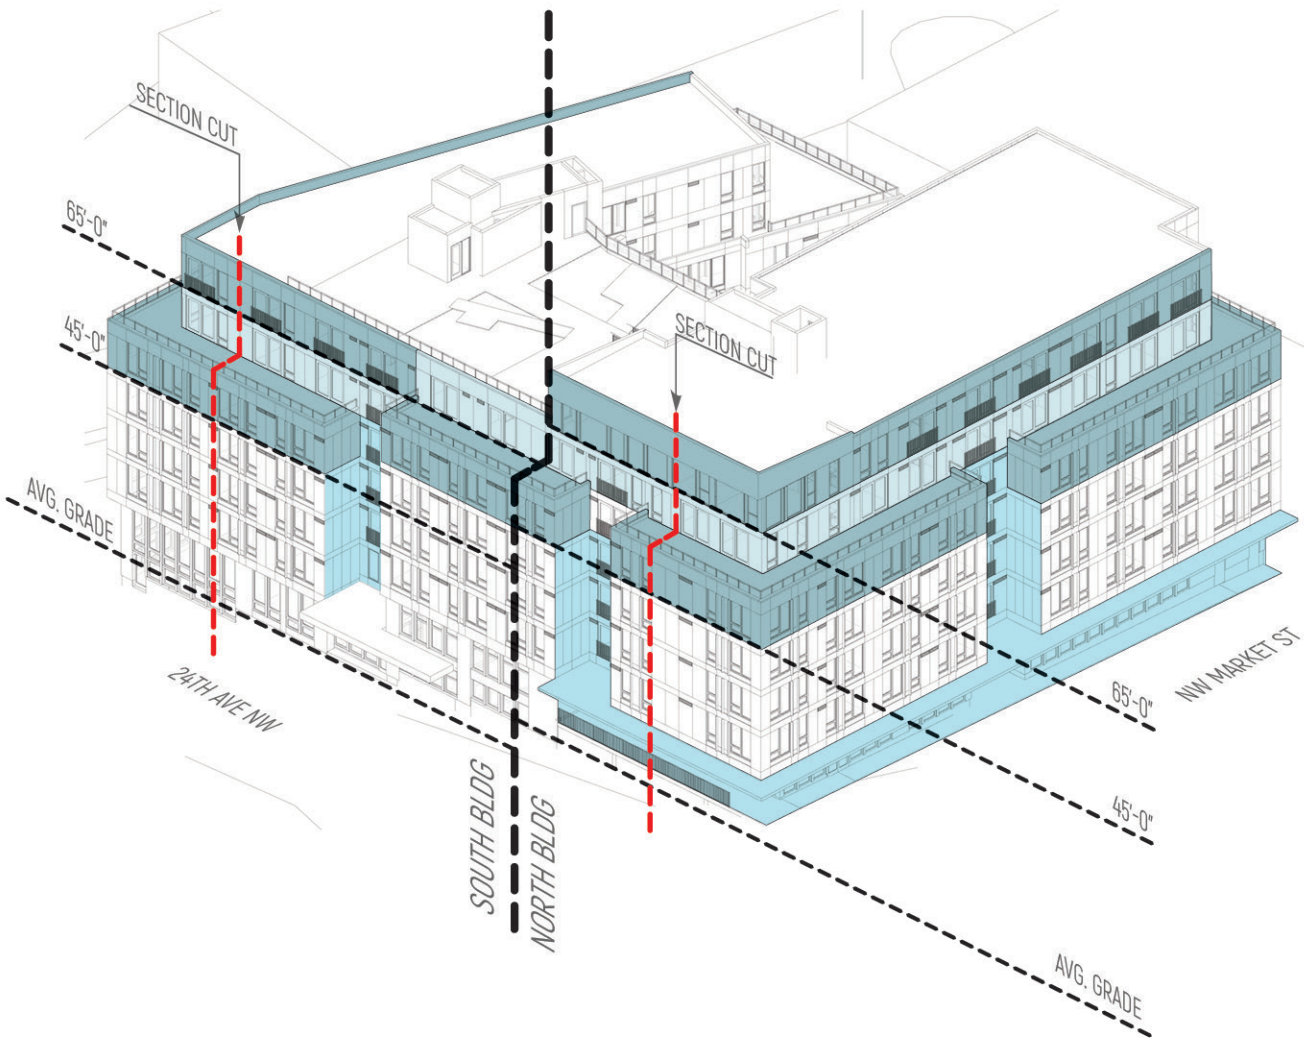 SECTION CUT
65'-0"
45'-0"
SECTION CUT
AVG. GRADE
24TH AVE NW
NW MARKET ST
65'-0"
45'-0"
SOUTH BLDG
NORTH BLDG
AVG. GRADE